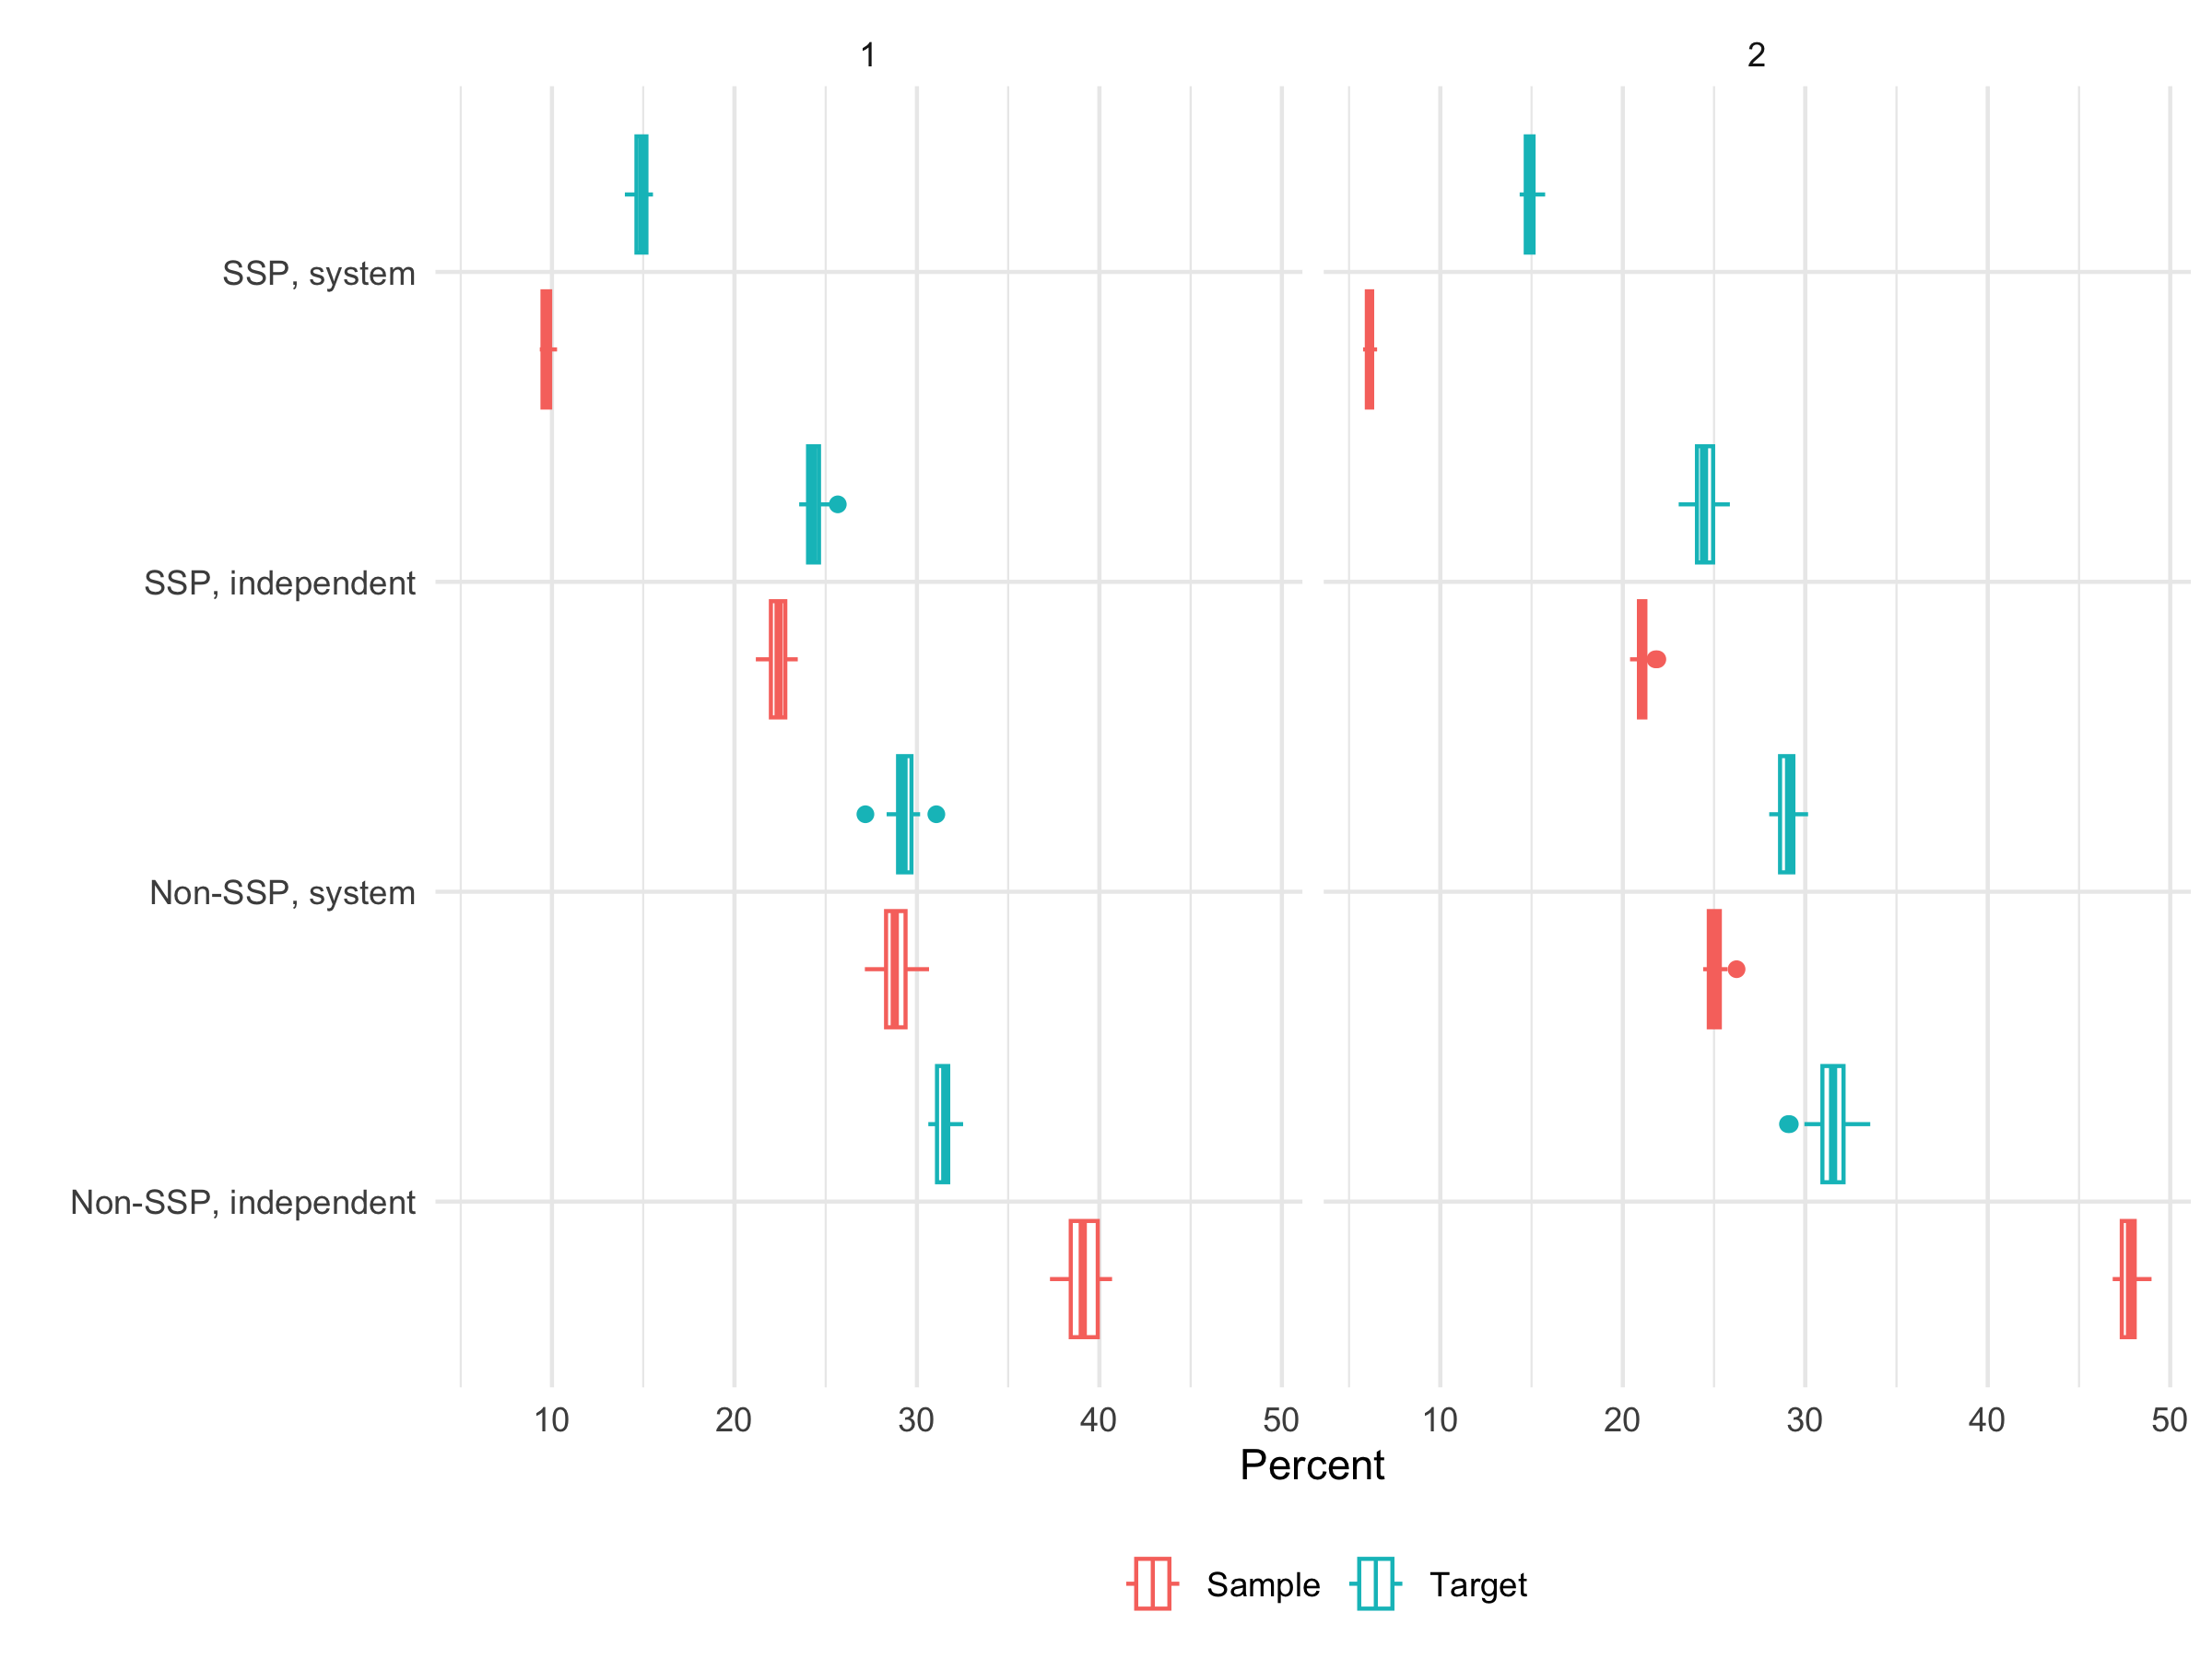 1 2
SSP, system
SSP, independent
Non-SSP, system
Non-SSP, independent
10 20 30 40 50 10 20 30 40 50
Percent
Sample Target